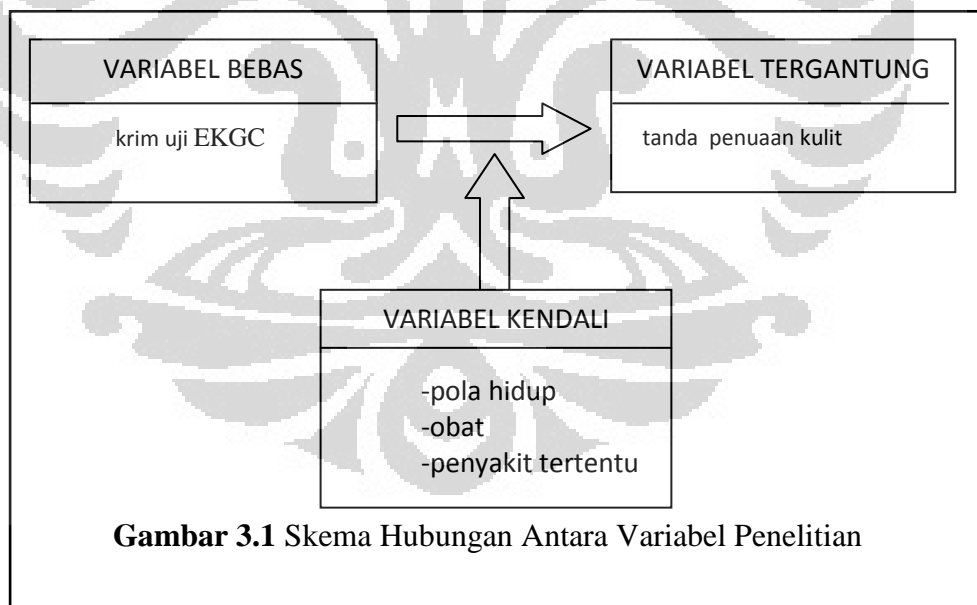 VARIABEL BEBAS
krim uji EKGC
VARIABEL TERGANTUNG
tanda penuaan kulit
VARIABEL KENDALI
-pola hidup
-obat
-penyakit tertentu
Gambar 3.1 Skema Hubungan Antara Variabel Penelitian